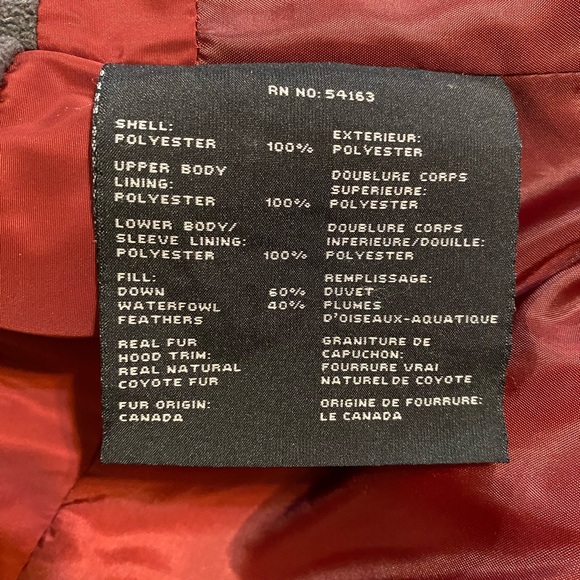 RN NO: 54163
SHELL:
POLYESTER 100%
EXTERIEUR:
POLYESTER
UPPER BODY
LINING:
POLYESTER 100%
DOUBLURE CORPS
SUPERIEURE:
POLYESTER
LOWER BODY/
SLEEVE LINING:
POLYESTER 100%
DOUBLURE CORPS
INFERIEURE/DOUILLE:
POLYESTER
FILL:
DOWN 60%
WATERFOWL 40%
FEATHERS
REMPLISSAGE:
DUVET
PLUMES
D'OISEAUX-AQUATIQUE
REAL FUR
HOOD TRIM:
REAL NATURAL
COYOTE FUR
GRANITURE DE
CAPUCHON:
FOURRURE VRAI
NATUREL DE COYOTE
FUR ORIGIN:
CANADA
ORIGINE DE FOURRURE:
LE CANADA